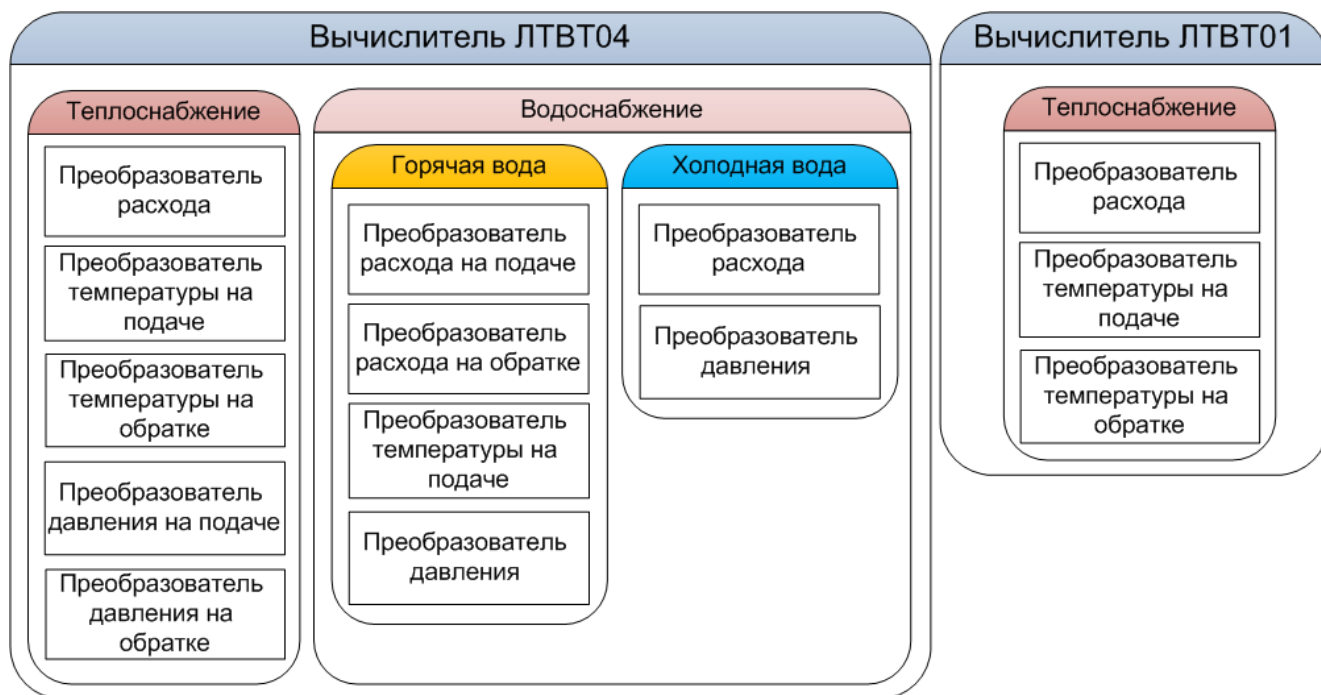 Вычислитель ЛТВТ04
Теплоснабжение
Преобразователь
расхода
Преобразователь
температуры на
подаче
Преобразователь
температуры на
обратке
Преобразователь
давления на подаче
Преобразователь
давления на
обратке
Водоснабжение
Горячая вода
Преобразователь
расхода на подаче
Преобразователь
расхода на обратке
Преобразователь
температуры на
подаче
Преобразователь
давления
Холодная вода
Преобразователь
расхода
Преобразователь
давления
Вычислитель ЛТВТ01
Теплоснабжение
Преобразователь
расхода
Преобразователь
температуры на
подаче
Преобразователь
температуры на
обратке